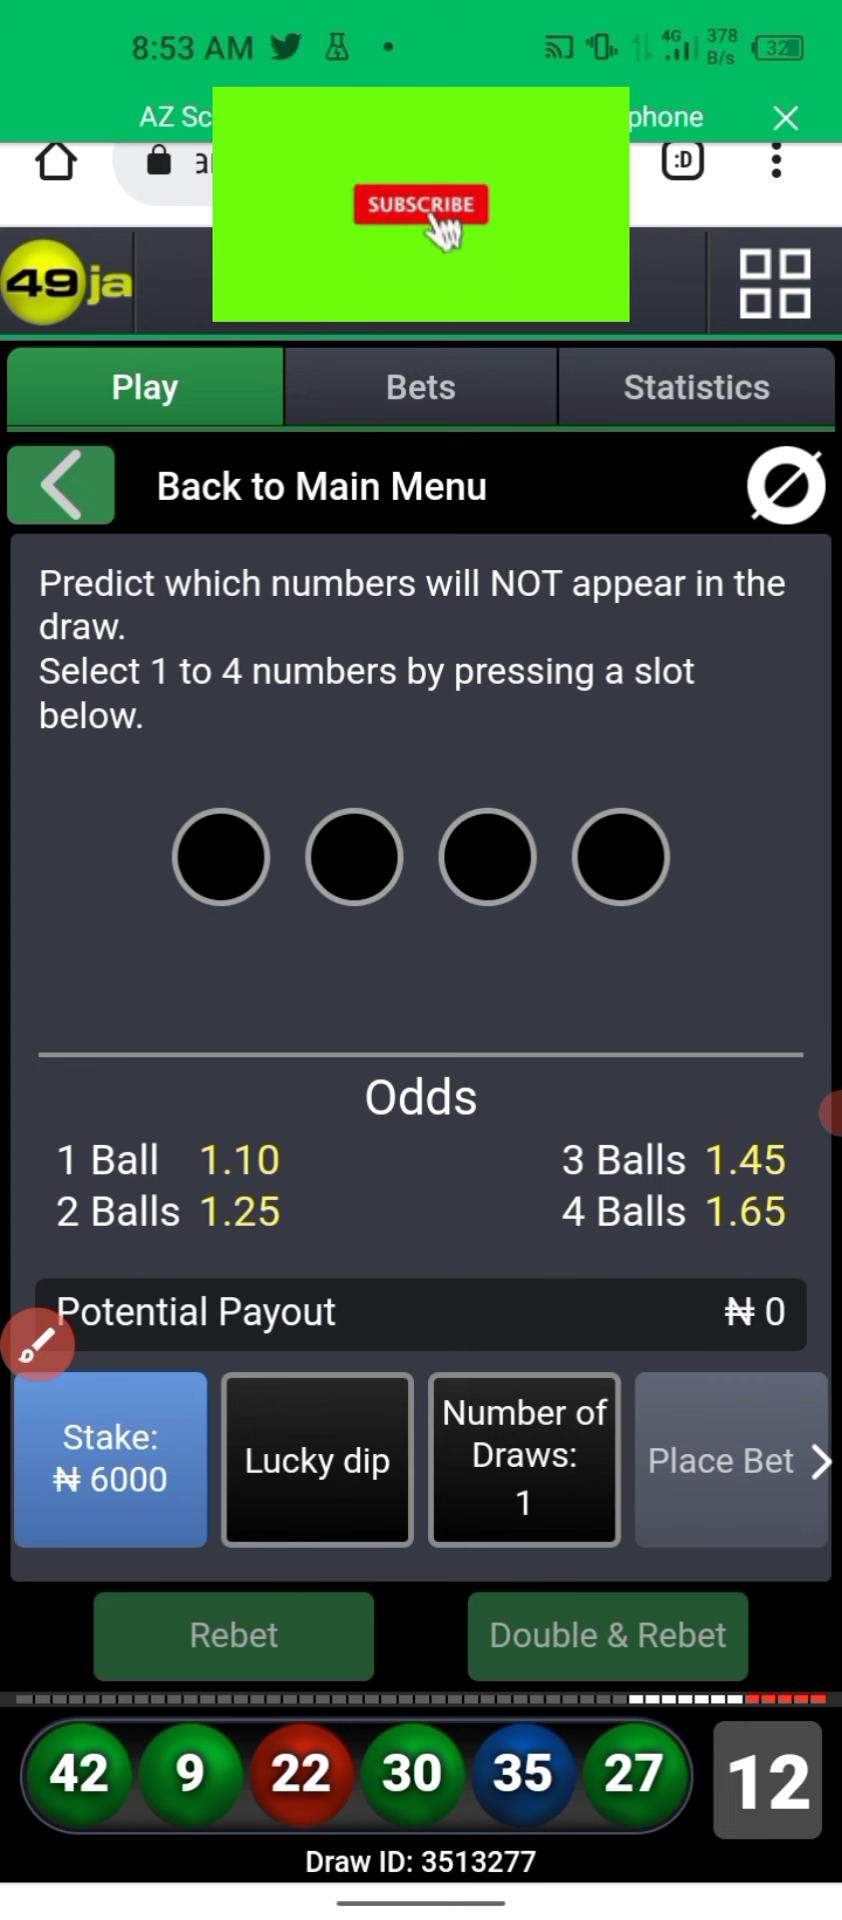 8:53 AM
4G 378 B/s 32
AZ Sc phone
SUBSCRIBE
:D
49ja
Play Bets Statistics
Back to Main Menu
Predict which numbers will NOT appear in the
draw.
Select 1 to 4 numbers by pressing a slot
below.
Odds
1 Ball 1.10 3 Balls 1.45
2 Balls 1.25 4 Balls 1.65
Potential Payout ₦ 0
Stake:
₦ 6000
Lucky dip
Number of
Draws:
1
Place Bet
Rebet Double & Rebet
42 9 22 30 35 27 12
Draw ID: 3513277